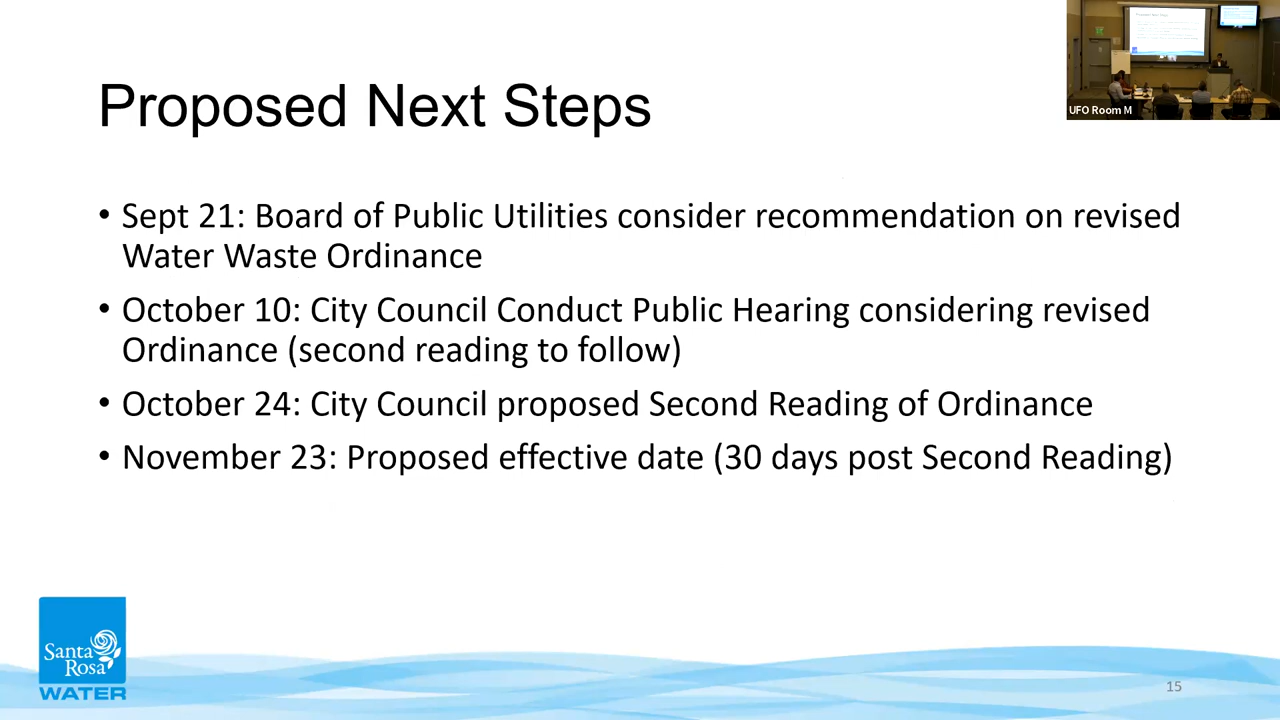 Proposed Next Steps
UFO Room M
• Sept 21: Board of Public Utilities consider recommendation on revised
Water Waste Ordinance
• October 10: City Council Conduct Public Hearing considering revised
Ordinance (second reading to follow)
• October 24: City Council proposed Second Reading of Ordinance
• November 23: Proposed effective date (30 days post Second Reading)
Santa
Rosa
WATER
15